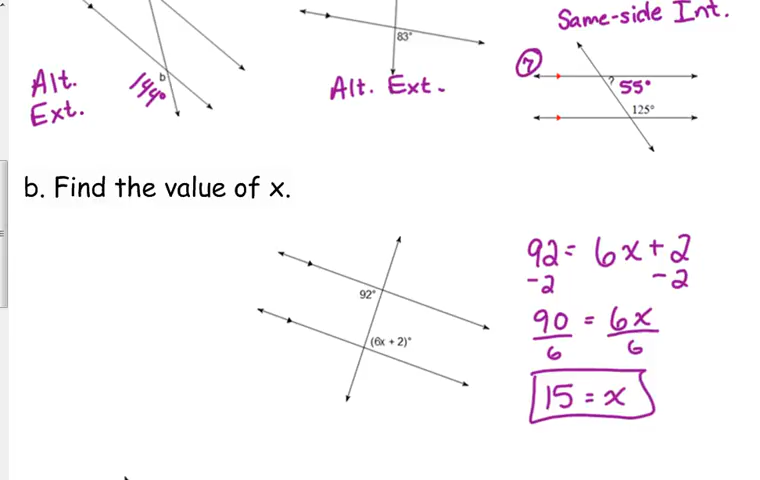 Same-side Int.
83°
b
144°
Alt.
Ext.
Alt. Ext.
7
? 55°
125°
b. Find the value of x.
92°
(6x + 2)°
92 = 6x + 2
-2 -2
90 = 6x
6 6
15 = x